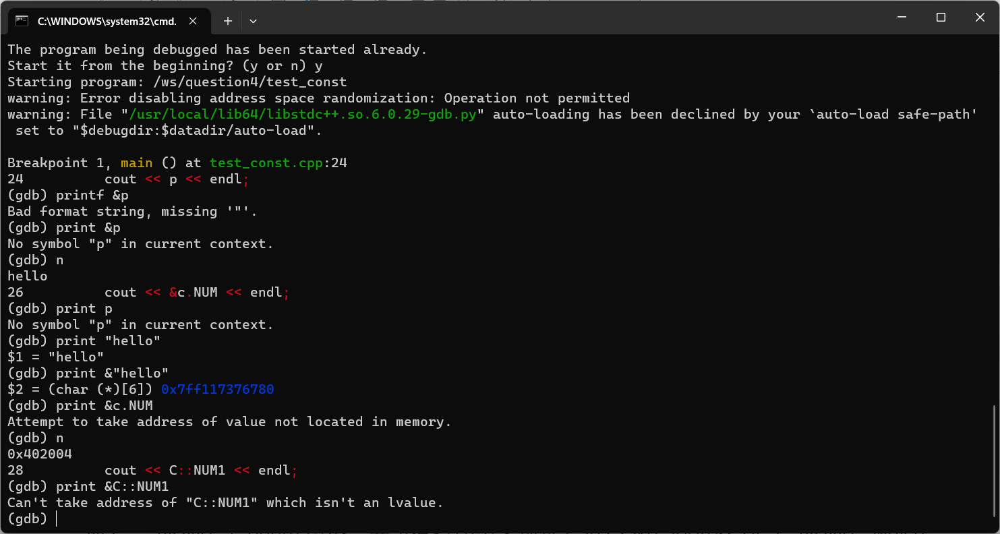 C:\WINDOWS\system32\cmd.
The program being debugged has been started already.
Start it from the beginning? (y or n) y
Starting program: /ws/question4/test_const
warning: Error disabling address space randomization: Operation not permitted
warning: File "/usr/local/lib64/libstdc++.so.6.0.29-gdb.py" auto-loading has been declined by your `auto-load safe-path'
 set to "$debugdir:$datadir/auto-load".

Breakpoint 1, main () at test_const.cpp:24
24          cout << p << endl;
(gdb) printf &p
Bad format string, missing '"'.
(gdb) print &p
No symbol "p" in current context.
(gdb) n
hello
26          cout << &c.NUM << endl;
(gdb) print p
No symbol "p" in current context.
(gdb) print "hello"
$1 = "hello"
(gdb) print &"hello"
$2 = (char (*)[6]) 0x7ff117376780
(gdb) print &c.NUM
Attempt to take address of value not located in memory.
(gdb) n
0x402004
28          cout << C::NUM1 << endl;
(gdb) print &C::NUM1
Can't take address of "C::NUM1" which isn't an lvalue.
(gdb)